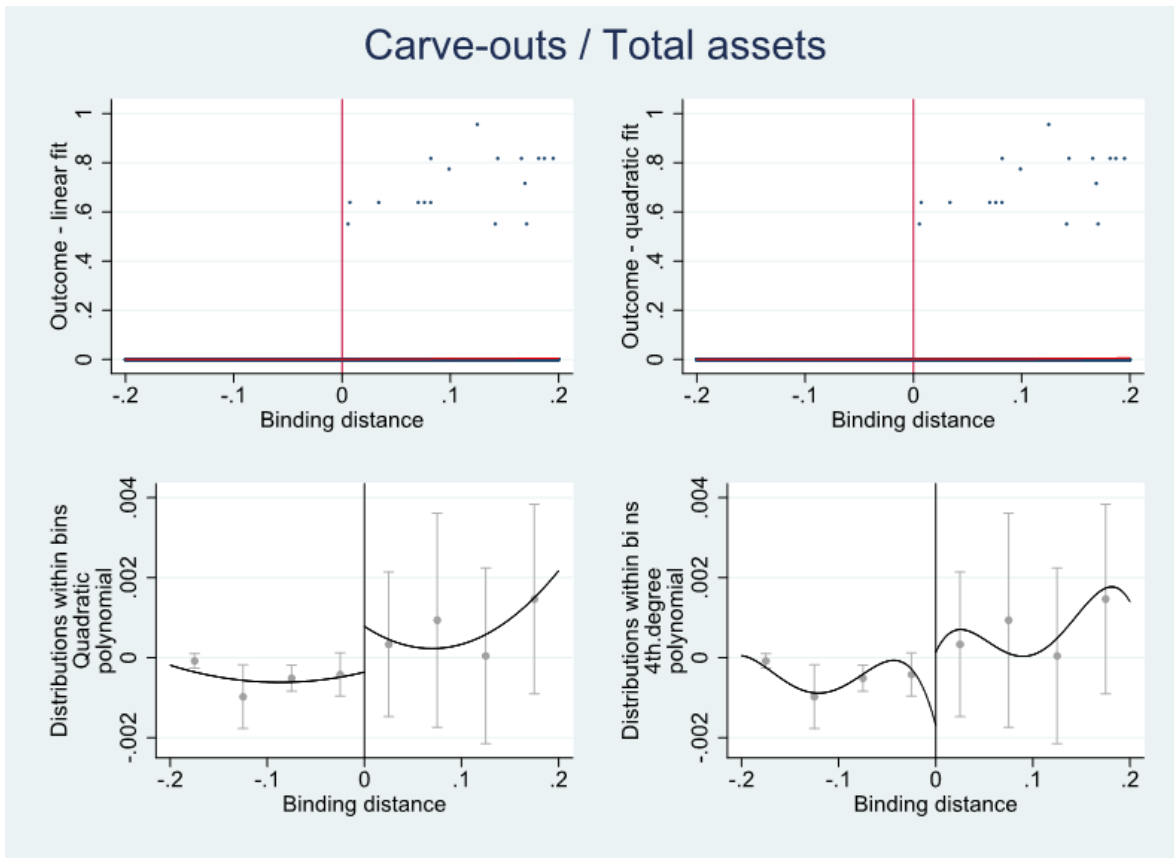 Carve-outs / Total assets
Outcome - linear fit
0 .2 .4 .6 .8 1
-.2 -.1 0 .1 .2
Binding distance
Outcome - quadratic fit
0 .2 .4 .6 .8 1
-.2 -.1 0 .1 .2
Binding distance
Distributions within bins
Quadratic
polynomial
-.002 0 .002 .004
-.2 -.1 0 .1 .2
Binding distance
Distributions within bi ns
4th.degree
polynomial
-.002 0 .002 .004
-.2 -.1 0 .1 .2
Binding distance